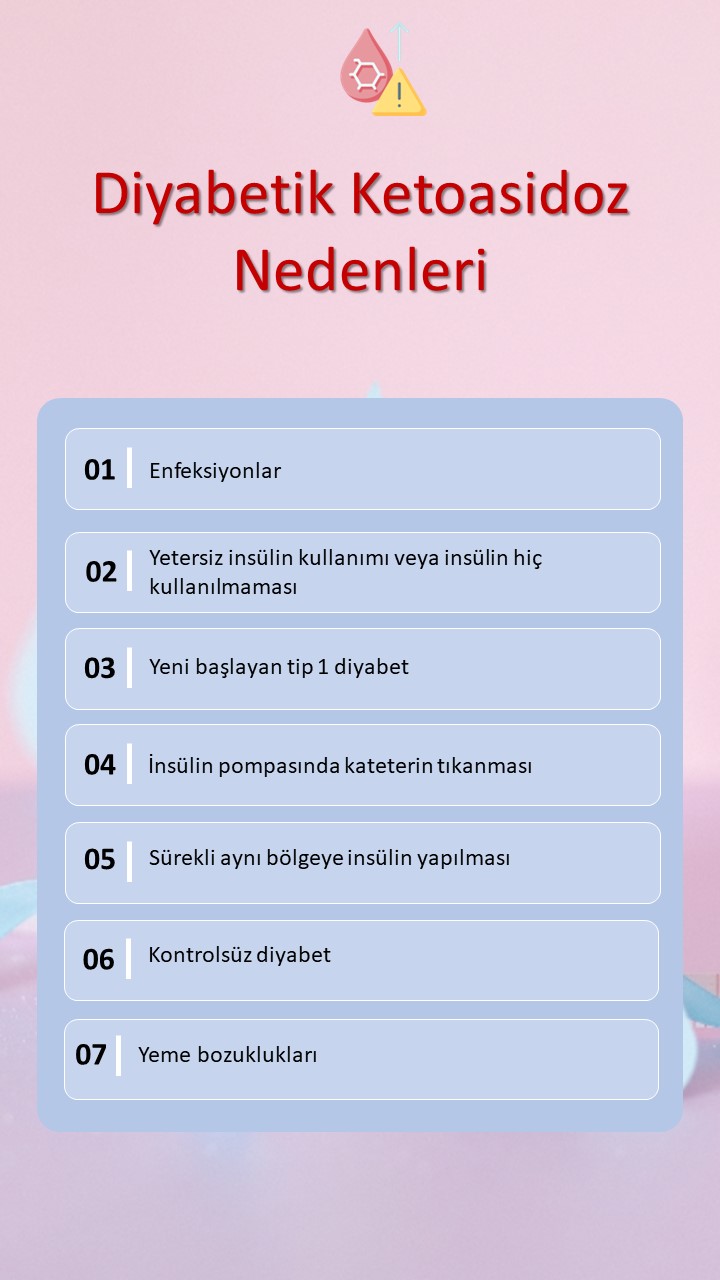 Diyabetik Ketoasidoz
Nedenleri
01 Enfeksiyonlar
02 Yetersiz insülin kullanımı veya insülin hiç
kullanılmaması
03 Yeni başlayan tip 1 diyabet
04 İnsülin pompasında kateterin tıkanması
05 Sürekli aynı bölgeye insülin yapılması
06 Kontrolsüz diyabet
07 Yeme bozuklukları